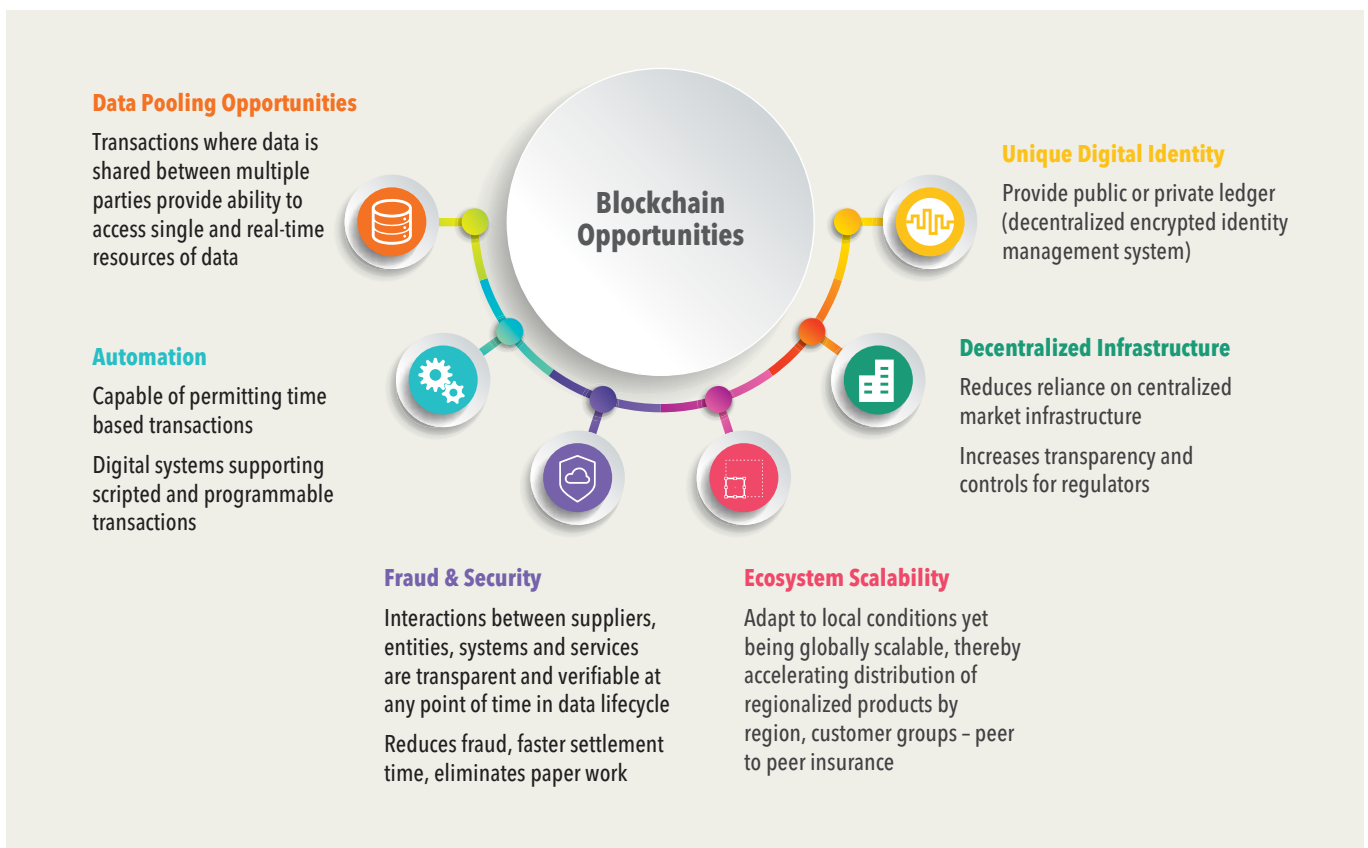 Blockchain
Opportunities
Data Pooling Opportunities
Transactions where data is
shared between multiple
parties provide ability to
access single and real-time
resources of data
Automation
Capable of permitting time
based transactions
Digital systems supporting
scripted and programmable
transactions
Fraud & Security
Interactions between suppliers,
entities, systems and services
are transparent and verifiable at
any point of time in data lifecycle
Reduces fraud, faster settlement
time, eliminates paper work
Ecosystem Scalability
Adapt to local conditions yet
being globally scalable, thereby
accelerating distribution of
regionalized products by
region, customer groups – peer
to peer insurance
Decentralized Infrastructure
Reduces reliance on centralized
market infrastructure
Increases transparency and
controls for regulators
Unique Digital Identity
Provide public or private ledger
(decentralized encrypted identity
management system)